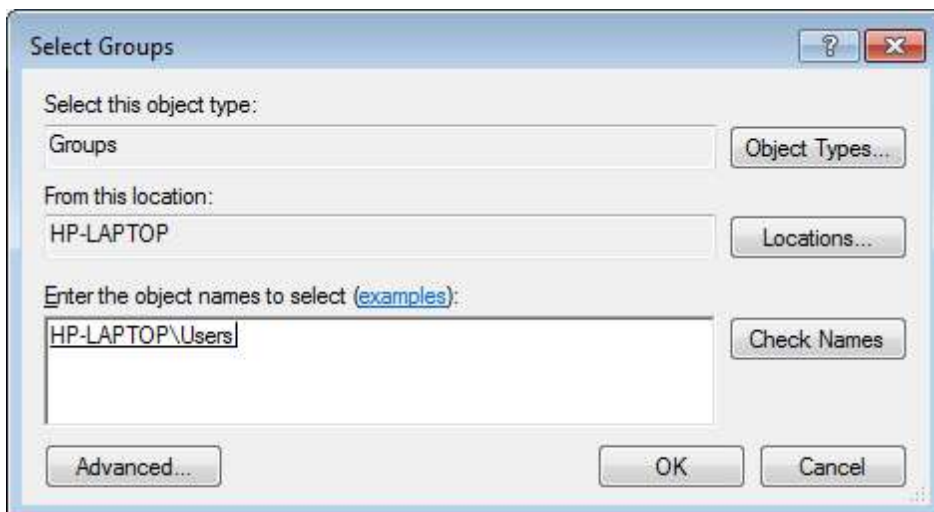 Select Groups
Select this object type:
Groups
Object Types...
From this location:
HP-LAPTOP
Locations...
Enter the object names to select (examples):
HP-LAPTOP\Users
Check Names
Advanced...
OK
Cancel